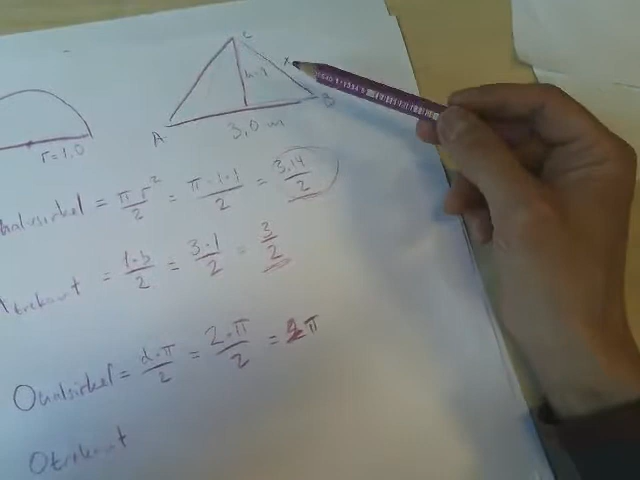 C
x
h=1
A
B
3,0 m
r=1,0
Ahalvsirkel = π·r²/2 = π·1·1/2 = 3,14/2
Atrekant = 1·b/2 = 3·1/2 = 3/2
Ohalvsirkel = d·π/2 = 2·π/2 = π
Otrekant